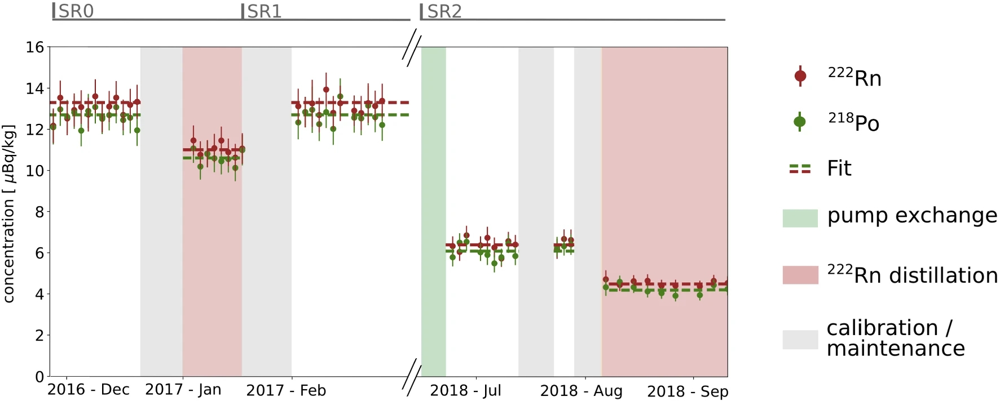 SR0 SR1 SR2
16
14
12
10
8
6
4
2
0
concentration [ μBq/kg]
2016 - Dec 2017 - Jan 2017 - Feb 2018 - Jul 2018 - Aug 2018 - Sep
²²²Rn
²¹⁸Po
Fit
pump exchange
²²²Rn distillation
calibration /
maintenance